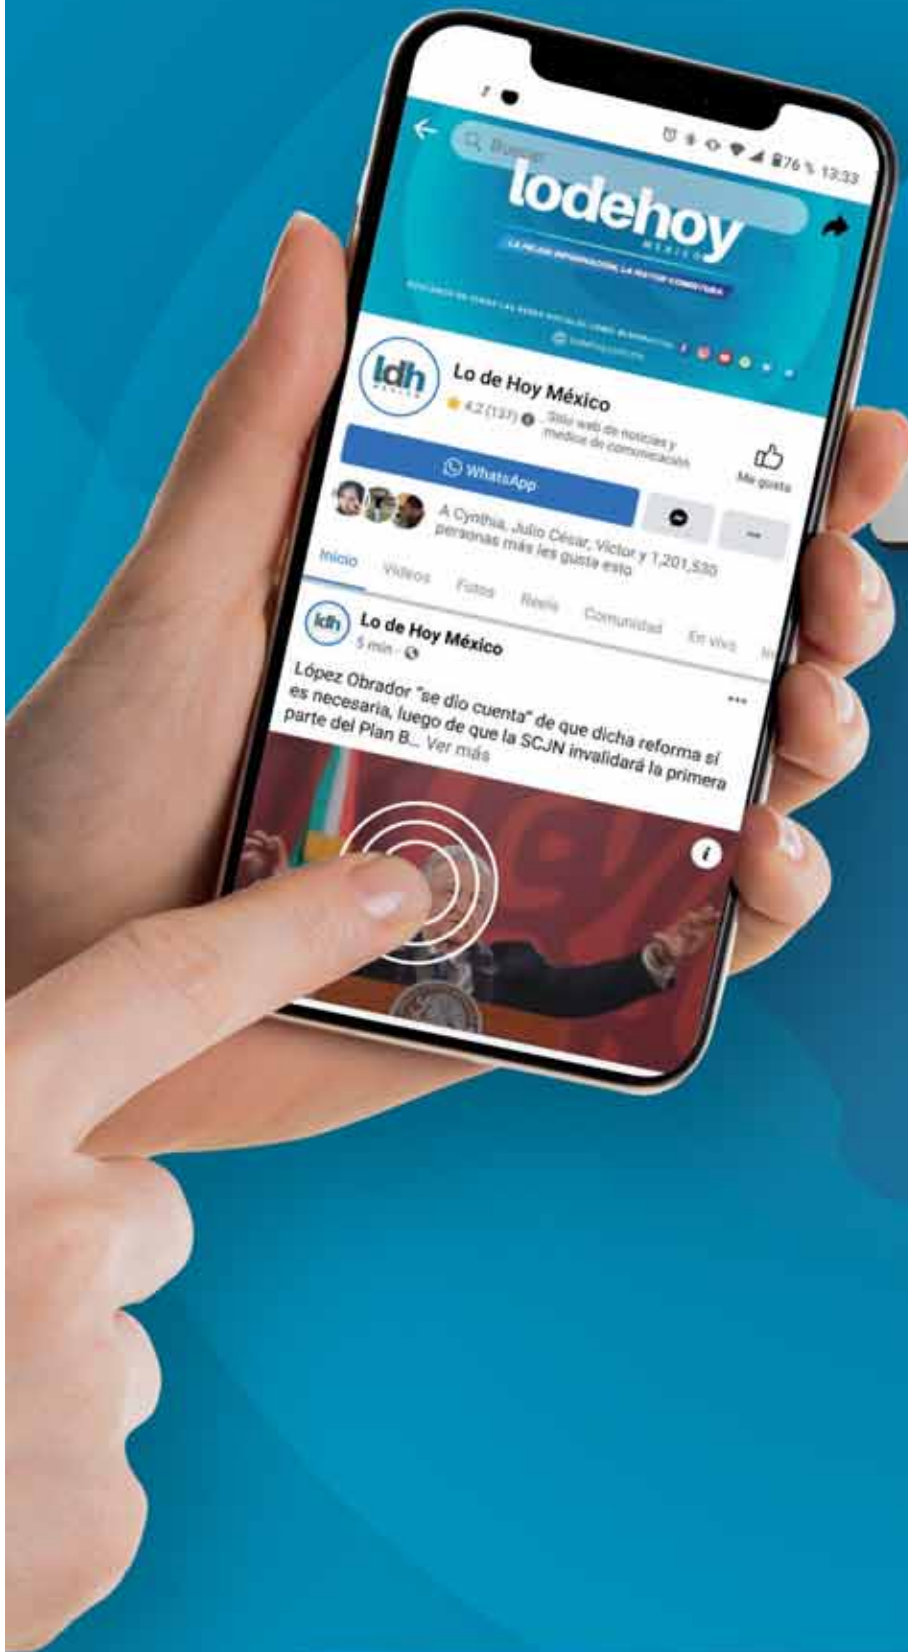 76 % 13:33
Buscar
lodehoy
MÉXICO
LA MEJOR INFORMACIÓN, LA MAYOR COBERTURA
ldh
MÉXICO
Lo de Hoy México
4.2 (137) . Sitio web de noticias y
medios de comunicación
Me gusta
WhatsApp
A Cynthia, Julio César, Víctor y 1,201,530
personas más les gusta esto
Inicio Videos Fotos Reels Comunidad En vivo
ldh
Lo de Hoy México
5 min ·
López Obrador “se dio cuenta” de que dicha reforma sí
es necesaria, luego de que la SCJN invalidará la primera
parte del Plan B... Ver más